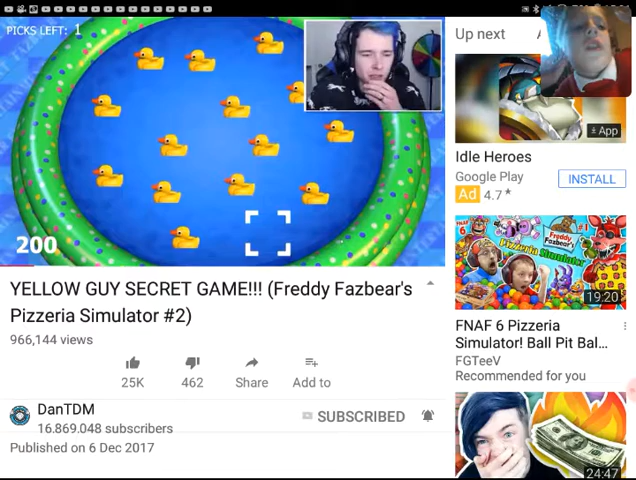 PICKS LEFT: 1
200
YELLOW GUY SECRET GAME!!! (Freddy Fazbear's
Pizzeria Simulator #2)
966,144 views
25K
462
Share
Add to
DanTDM
16.869.048 subscribers
SUBSCRIBED
Published on 6 Dec 2017
Up next
App
Idle Heroes
Google Play
Ad 4.7
INSTALL
Pizzeria
Simulator
Freddy
Fazbear's
#1
19:20
FNAF 6 Pizzeria
Simulator! Ball Pit Bal...
FGTeeV
Recommended for you
24:47